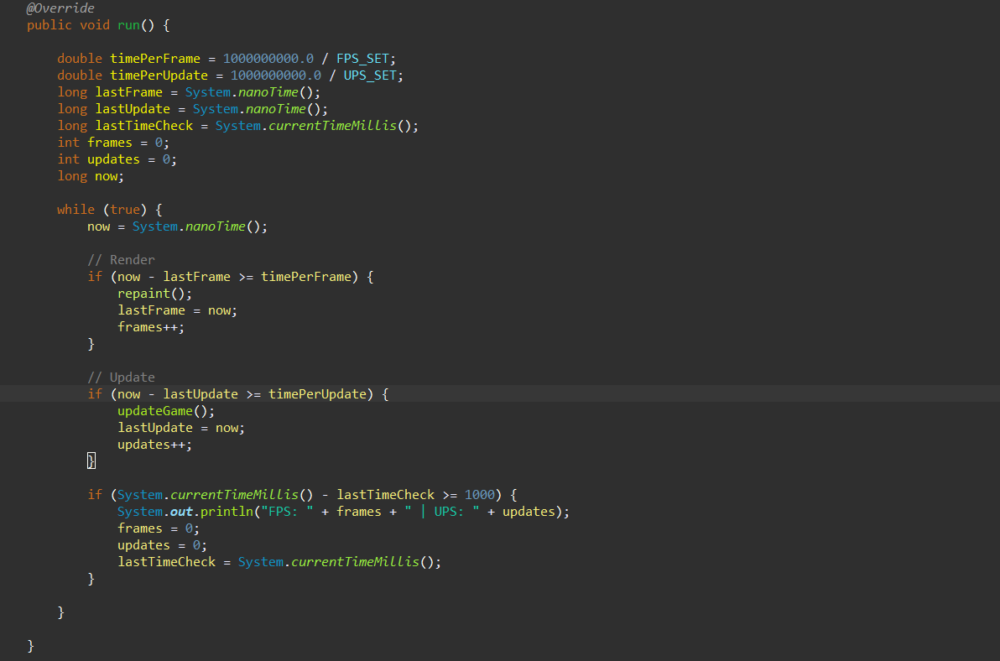 @Override
public void run() {
double timePerFrame = 1000000000.0 / FPS_SET;
double timePerUpdate = 1000000000.0 / UPS_SET;
long lastFrame = System.nanoTime();
long lastUpdate = System.nanoTime();
long lastTimeCheck = System.currentTimeMillis();
int frames = 0;
int updates = 0;
long now;
while (true) {
now = System.nanoTime();
// Render
if (now - lastFrame >= timePerFrame) {
repaint();
lastFrame = now;
frames++;
}
// Update
if (now - lastUpdate >= timePerUpdate) {
updateGame();
lastUpdate = now;
updates++;
}
if (System.currentTimeMillis() - lastTimeCheck >= 1000) {
System.out.println("FPS: " + frames + " | UPS: " + updates);
frames = 0;
updates = 0;
lastTimeCheck = System.currentTimeMillis();
}
}
}